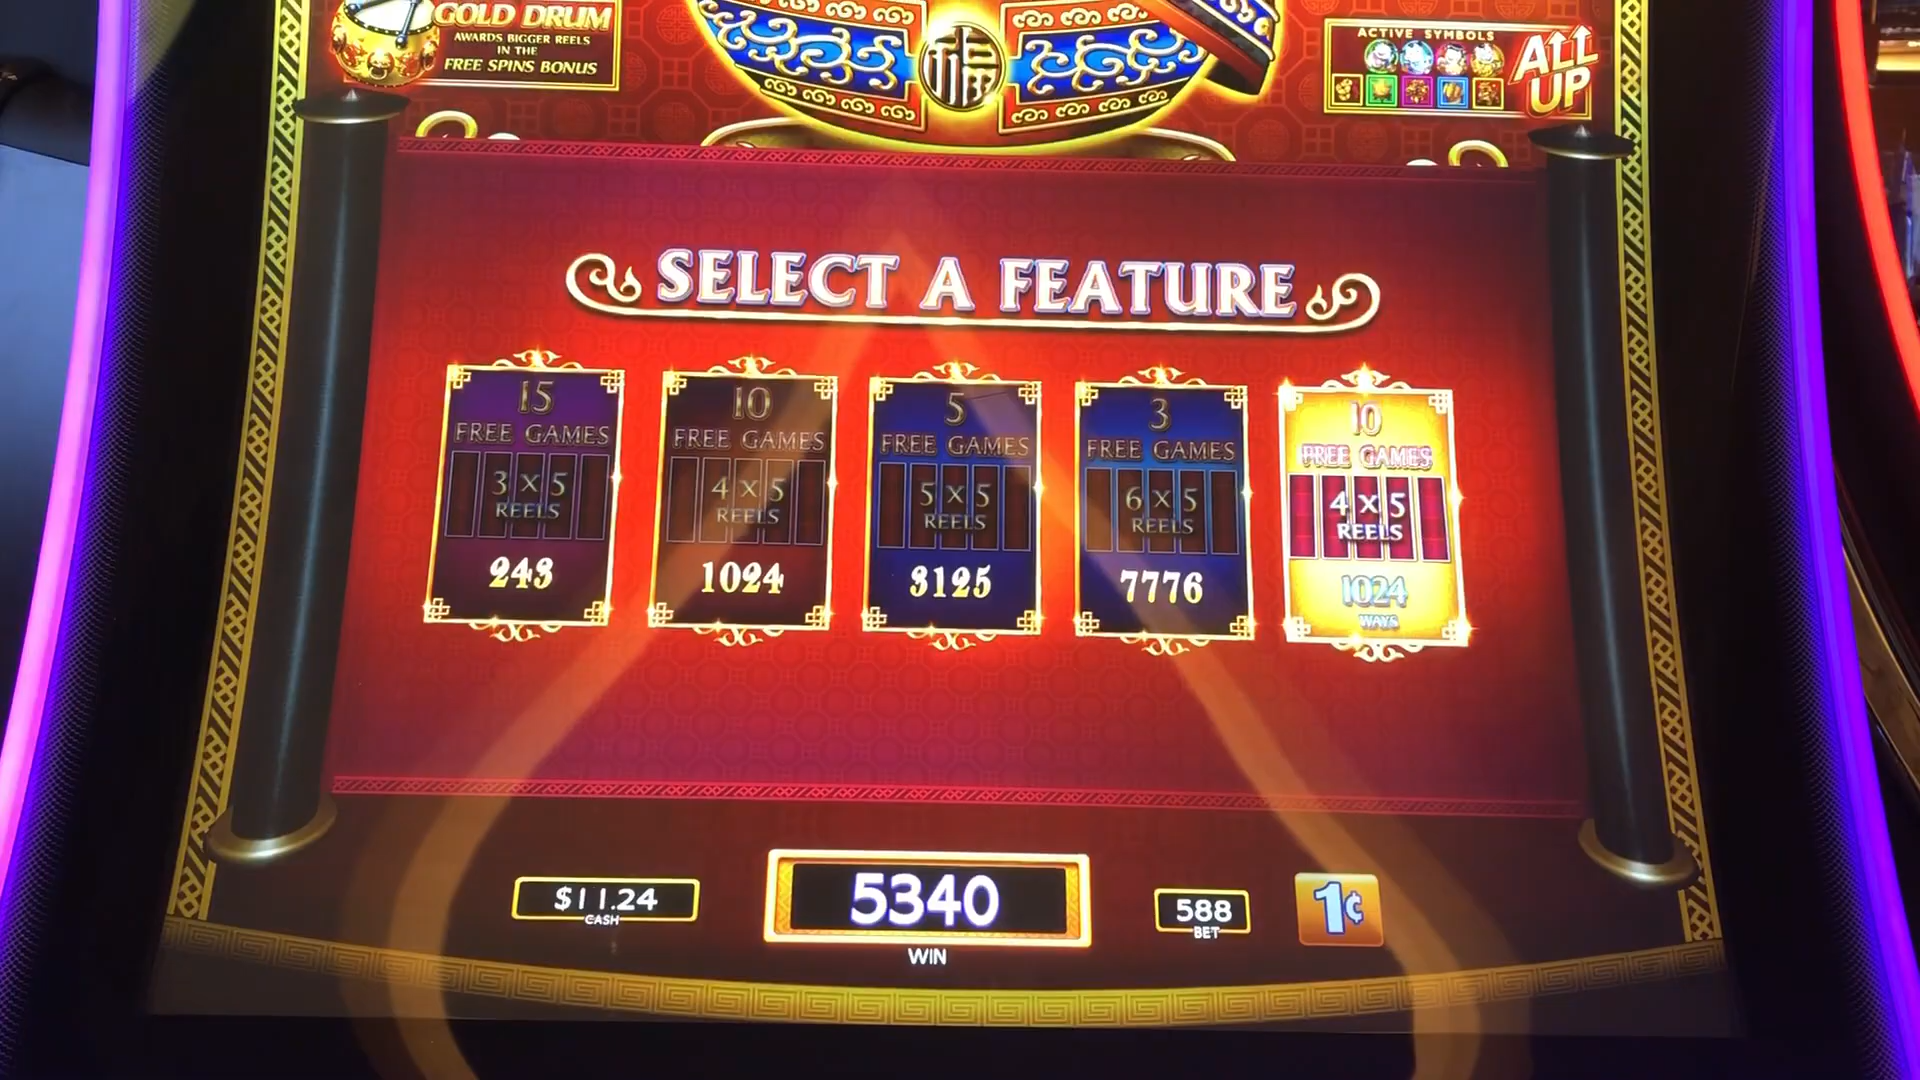 GOLD DRUM
AWARDS BIGGER REELS
IN THE
FREE SPINS BONUS
福
ACTIVE SYMBOLS
ALL
UP
SELECT A FEATURE
15
FREE GAMES
3 X 5
REELS
243
10
FREE GAMES
4 X 5
REELS
1024
5
FREE GAMES
5 X 5
REELS
3125
3
FREE GAMES
6 X 5
REELS
7776
10
FREE GAMES
4 X 5
REELS
1024
WAYS
$11.24
CASH
5340
WIN
588
BET
1¢